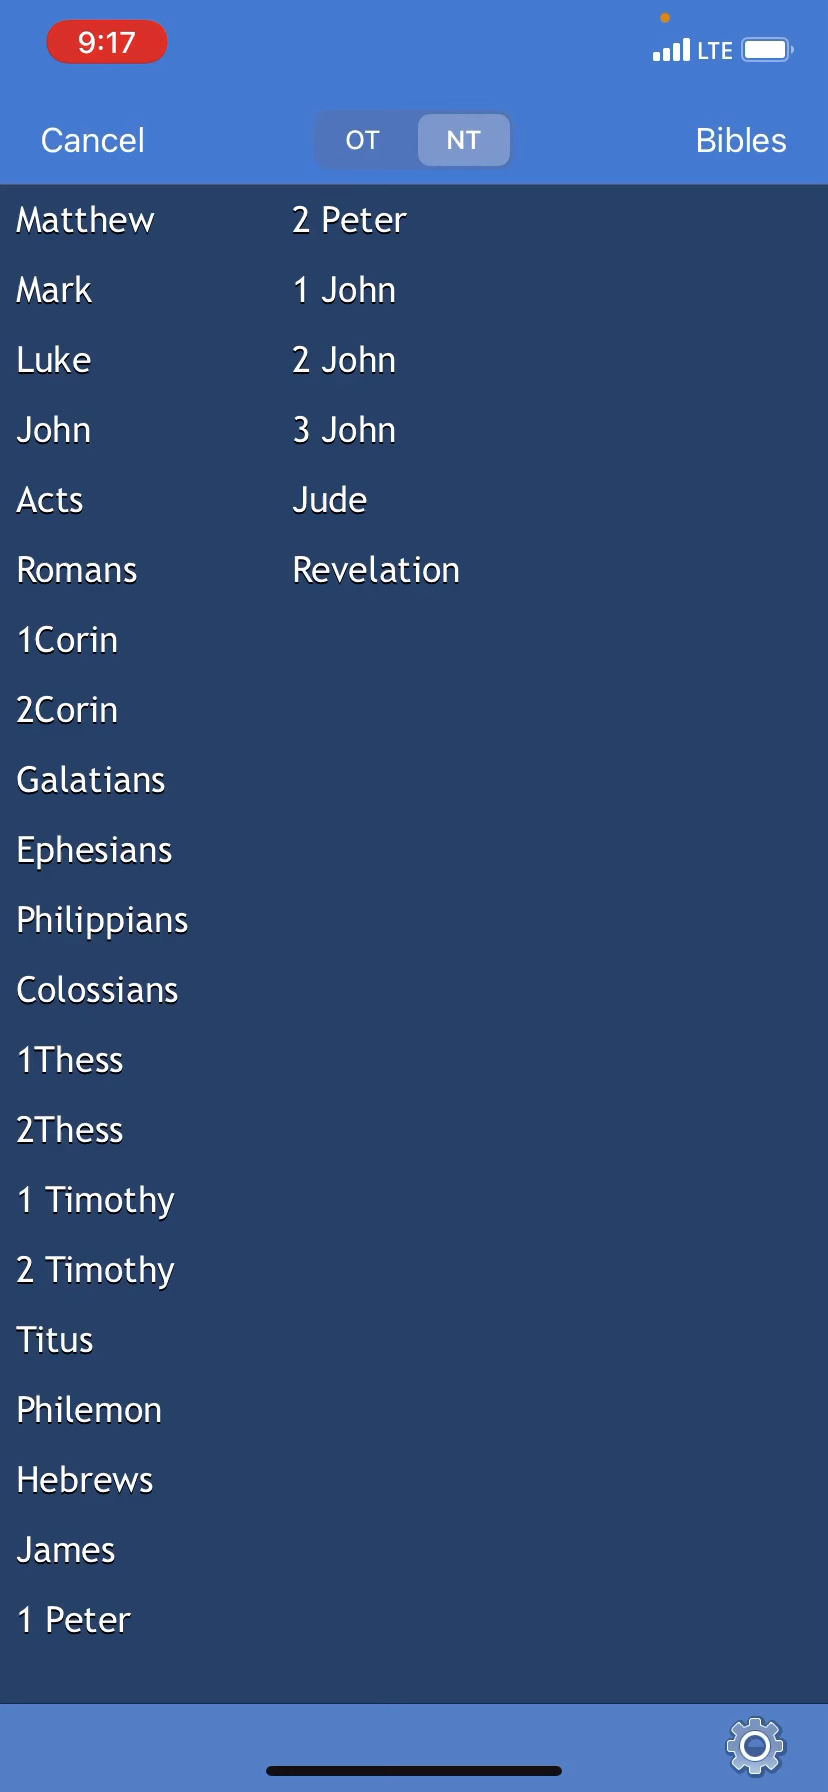 9:17
LTE
Cancel
OT
NT
Bibles
Matthew
Mark
Luke
John
Acts
Romans
1Corin
2Corin
Galatians
Ephesians
Philippians
Colossians
1Thess
2Thess
1 Timothy
2 Timothy
Titus
Philemon
Hebrews
James
1 Peter
2 Peter
1 John
2 John
3 John
Jude
Revelation